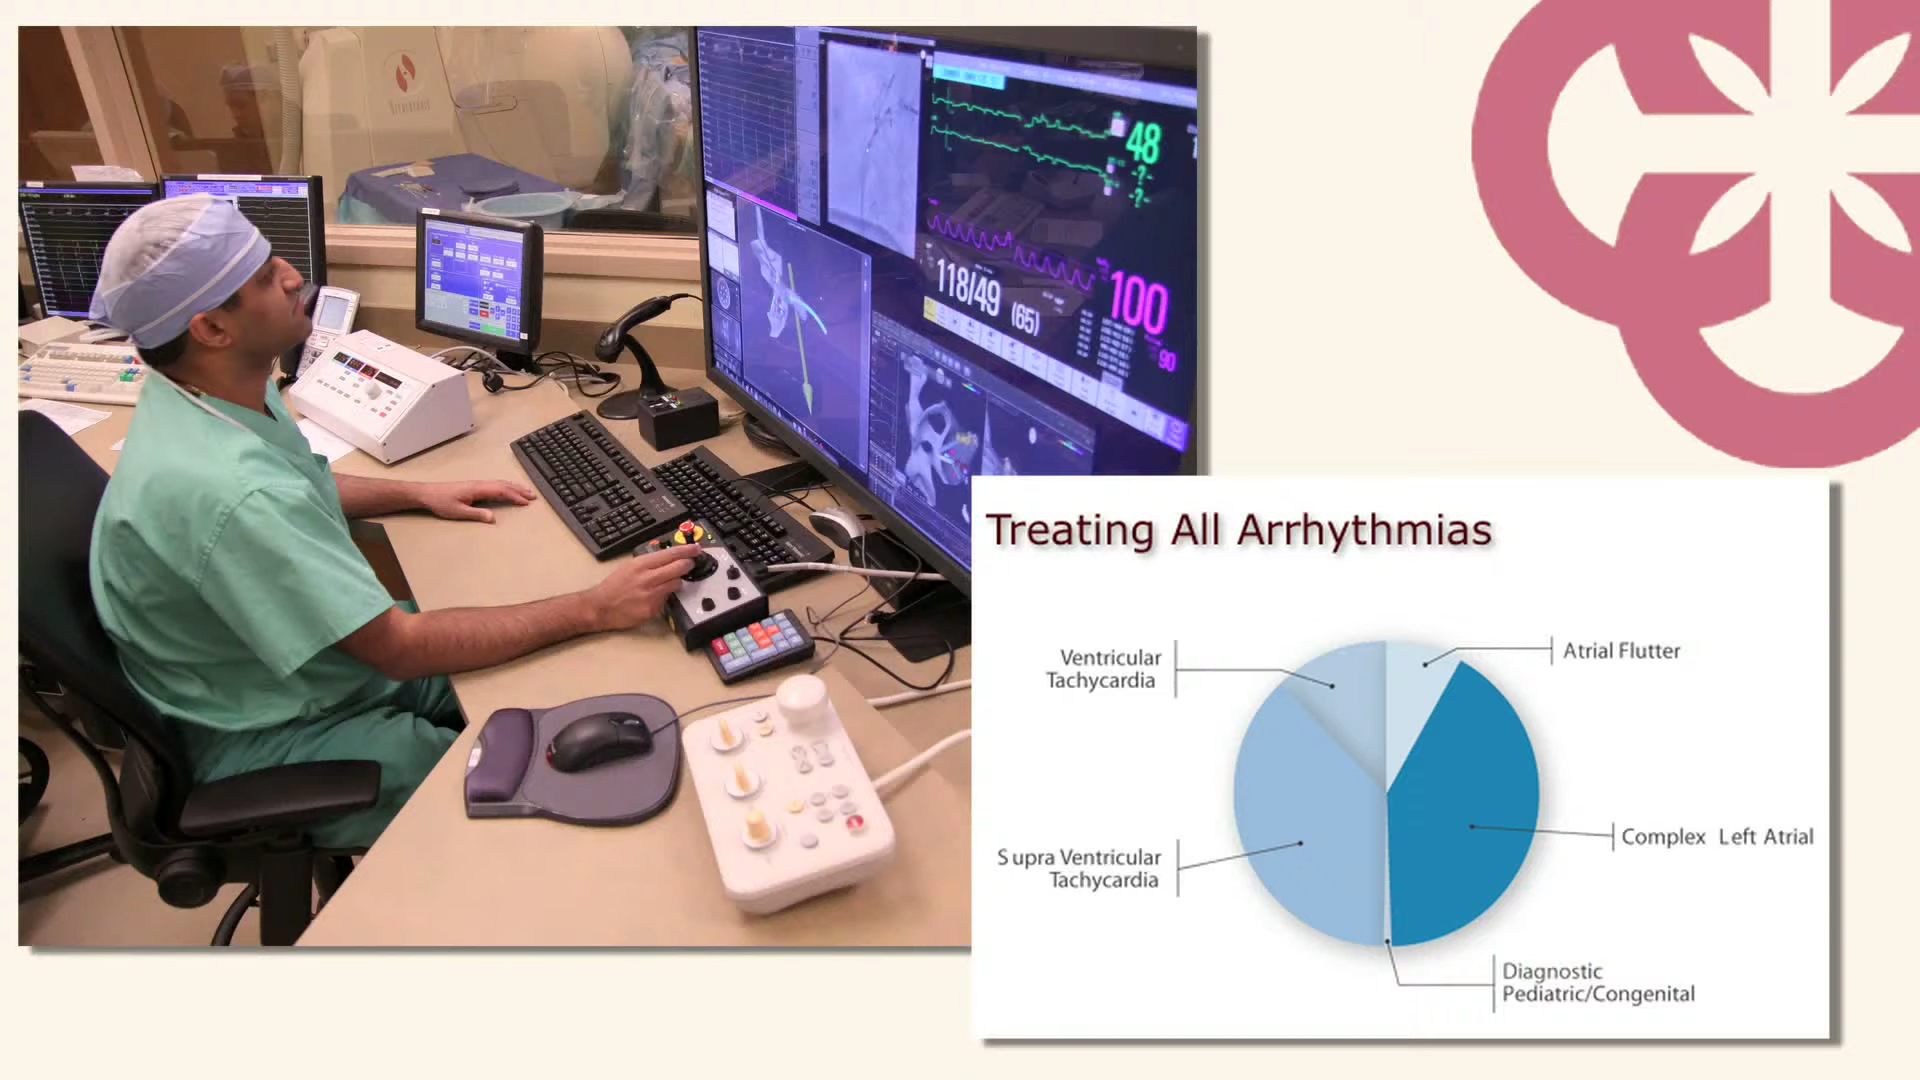 48
-?-
-?-
118/49 (65)
100
90
Treating All Arrhythmias
Ventricular
Tachycardia
Atrial Flutter
Complex Left Atrial
Supra Ventricular
Tachycardia
Diagnostic
Pediatric/Congenital